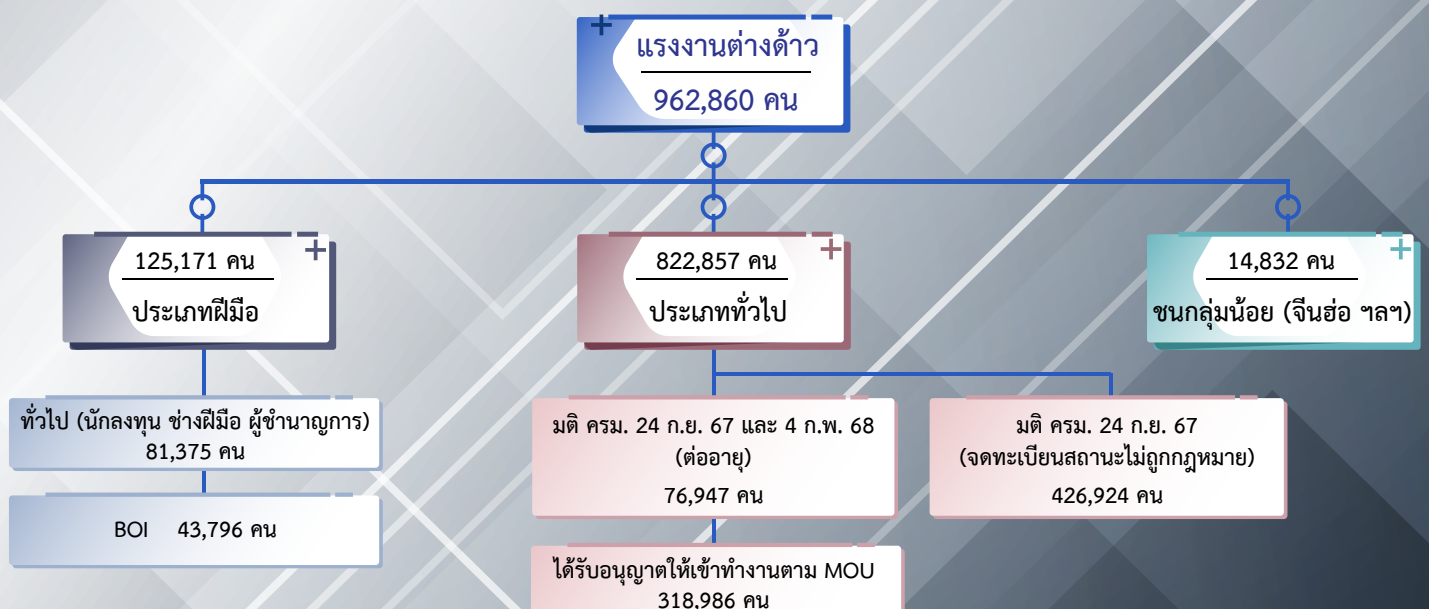 แรงงานต่างด้าว
962,860 คน
125,171 คน
ประเภทฝีมือ
822,857 คน
ประเภททั่วไป
14,832 คน
ชนกลุ่มน้อย (จีนฮ่อ ฯลฯ)
ทั่วไป (นักลงทุน ช่างฝีมือ ผู้ชำนาญการ)
81,375 คน
BOI 43,796 คน
มติ ครม. 24 ก.ย. 67 และ 4 ก.พ. 68
(ต่ออายุ)
76,947 คน
มติ ครม. 24 ก.ย. 67
(จดทะเบียนสถานะไม่ถูกกฎหมาย)
426,924 คน
ได้รับอนุญาตให้เข้าทำงานตาม MOU
318,986 คน